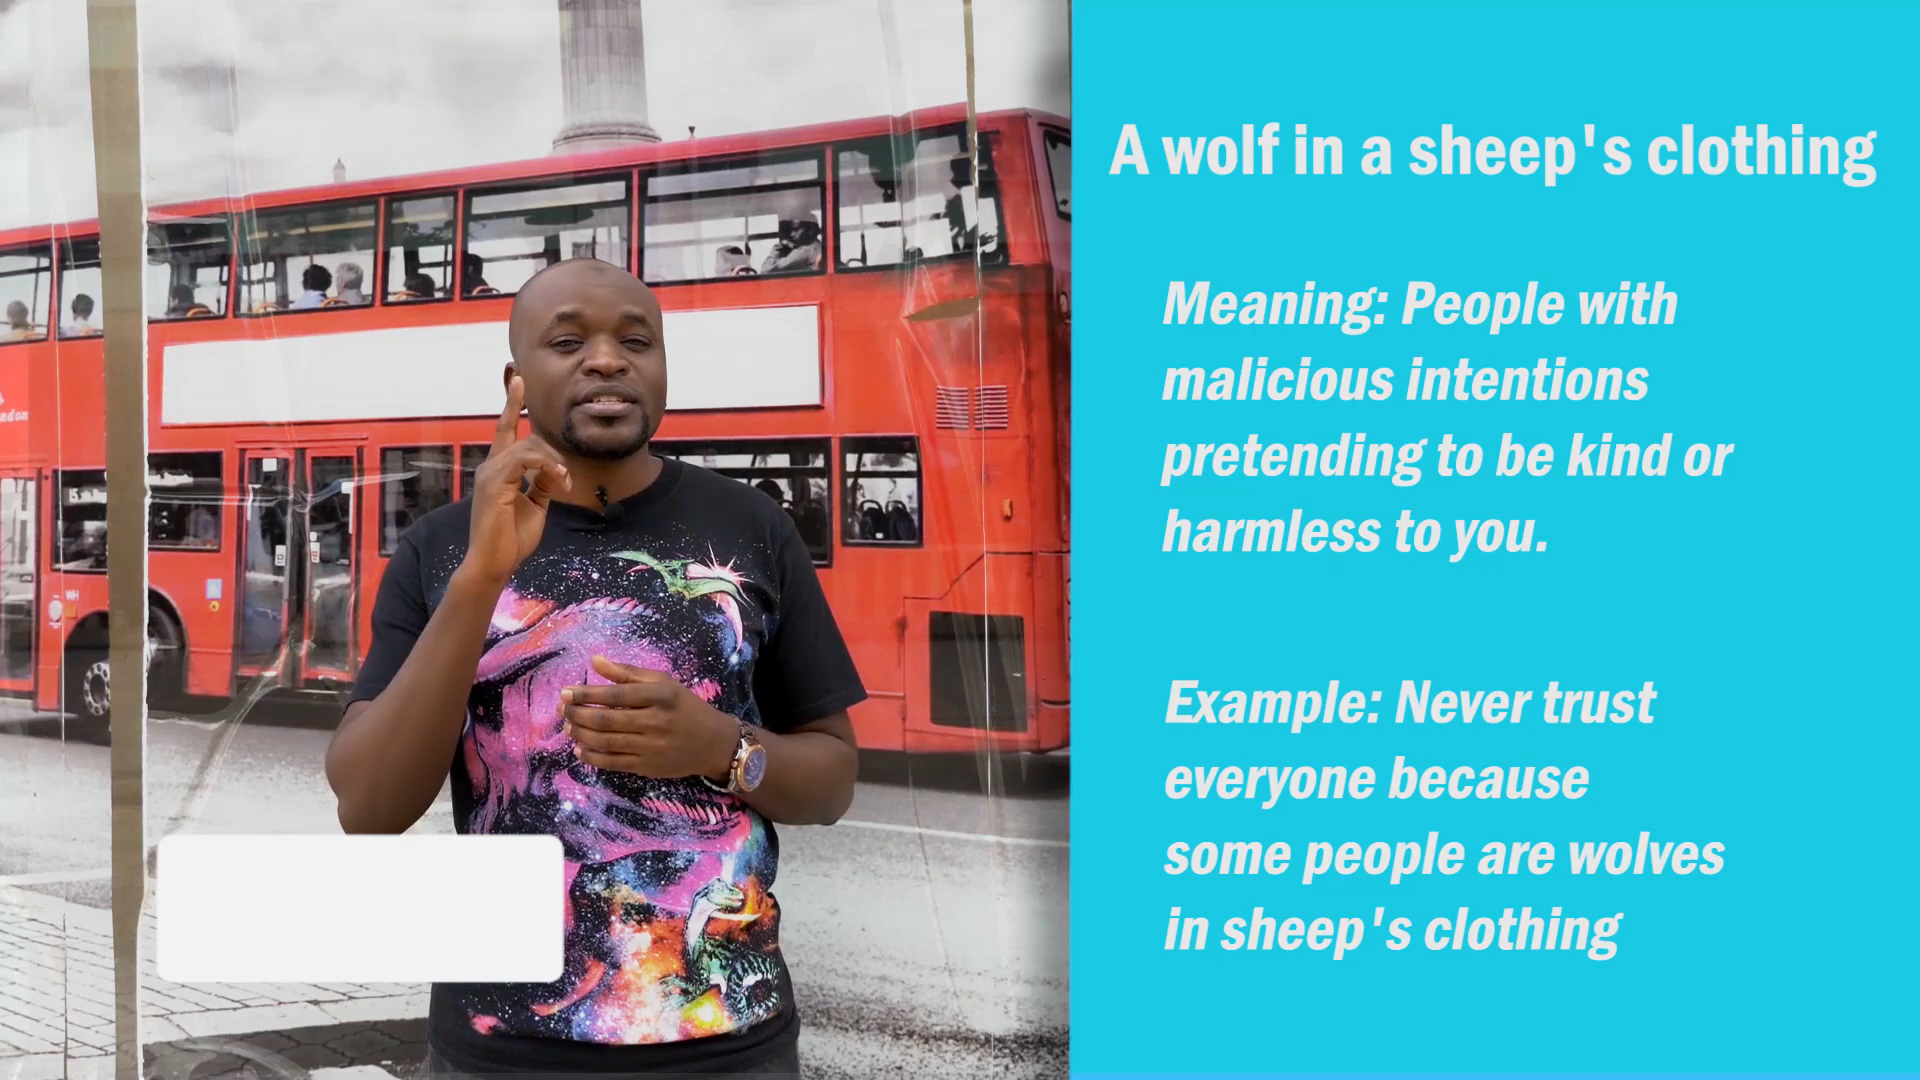 A wolf in a sheep's clothing
Meaning: People with
malicious intentions
pretending to be kind or
harmless to you.
Example: Never trust
everyone because
some people are wolves
in sheep's clothing